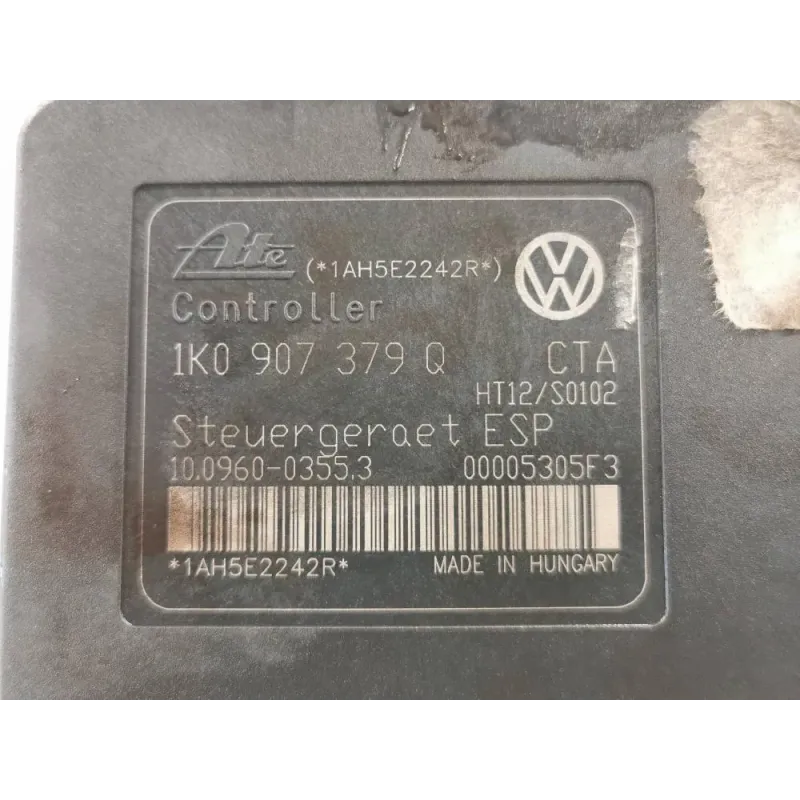 Ate (*1AH5E2242R*)
Controller
1K0 907 379 Q CTA
HT12/S0102
Steuergeraet ESP
10.0960-0355.3 00005305F3
*1AH5E2242R* MADE IN HUNGARY